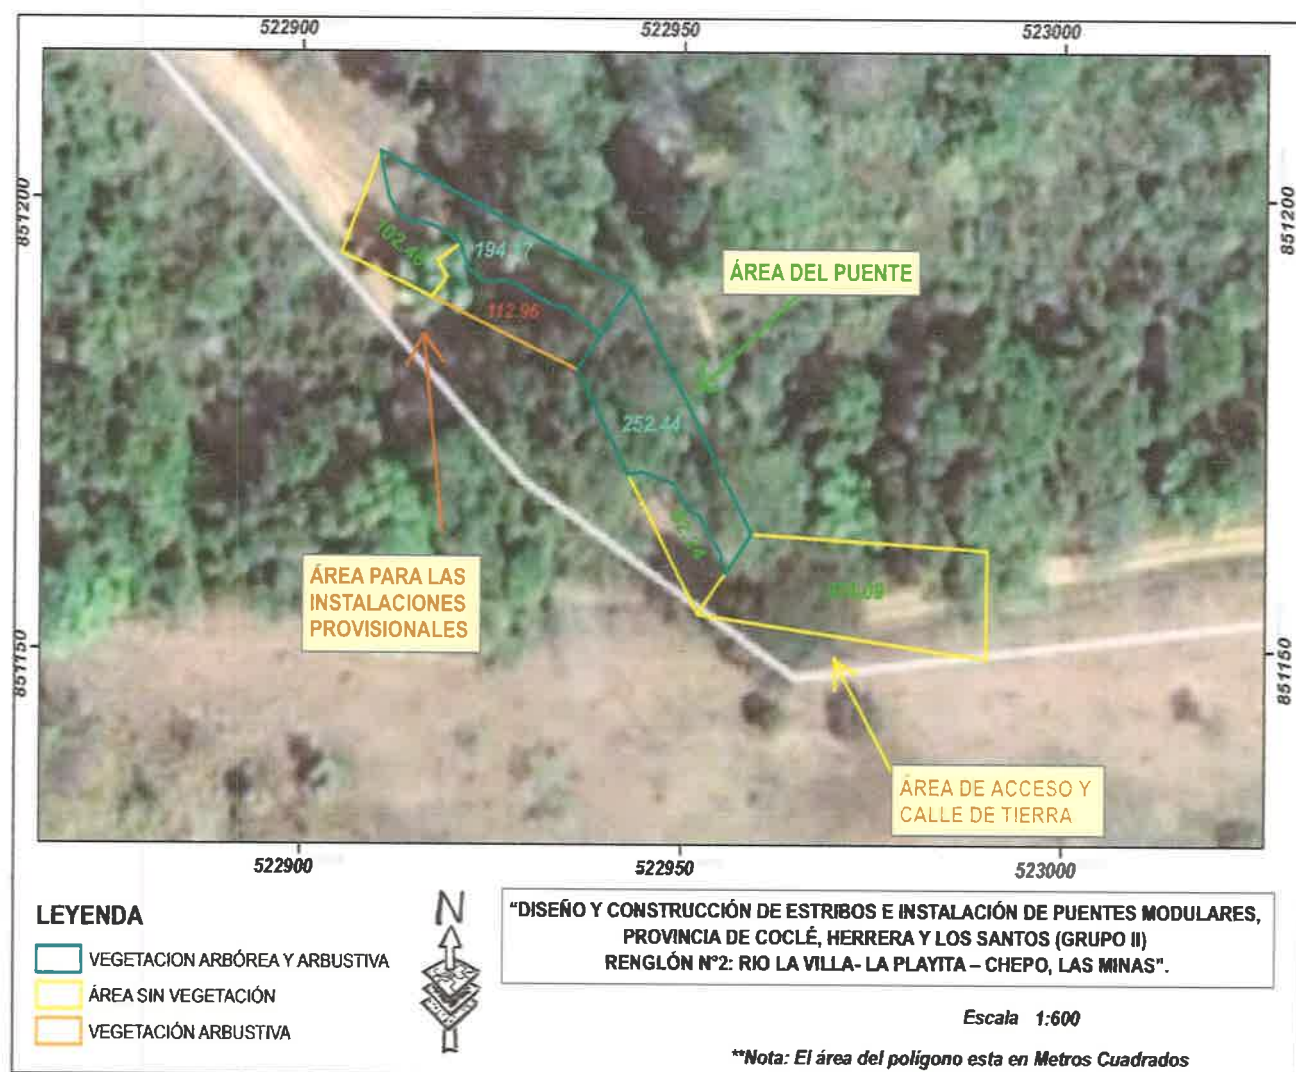 522900
522950
523000
851200
851200
194.17
112.96
ÁREA DEL PUENTE
252.44
ÁREA PARA LAS
INSTALACIONES
PROVISIONALES
851150
851150
ÁREA DE ACCESO Y
CALLE DE TIERRA
522900
522950
523000
LEYENDA
VEGETACION ARBÓREA Y ARBUSTIVA
ÁREA SIN VEGETACIÓN
VEGETACIÓN ARBUSTIVA
N
"DISEÑO Y CONSTRUCCIÓN DE ESTRIBOS E INSTALACIÓN DE PUENTES MODULARES,
PROVINCIA DE COCLÉ, HERRERA Y LOS SANTOS (GRUPO II)
RENGLÓN Nº2: RIO LA VILLA- LA PLAYITA – CHEPO, LAS MINAS".
Escala 1:600
**Nota: El área del polígono esta en Metros Cuadrados